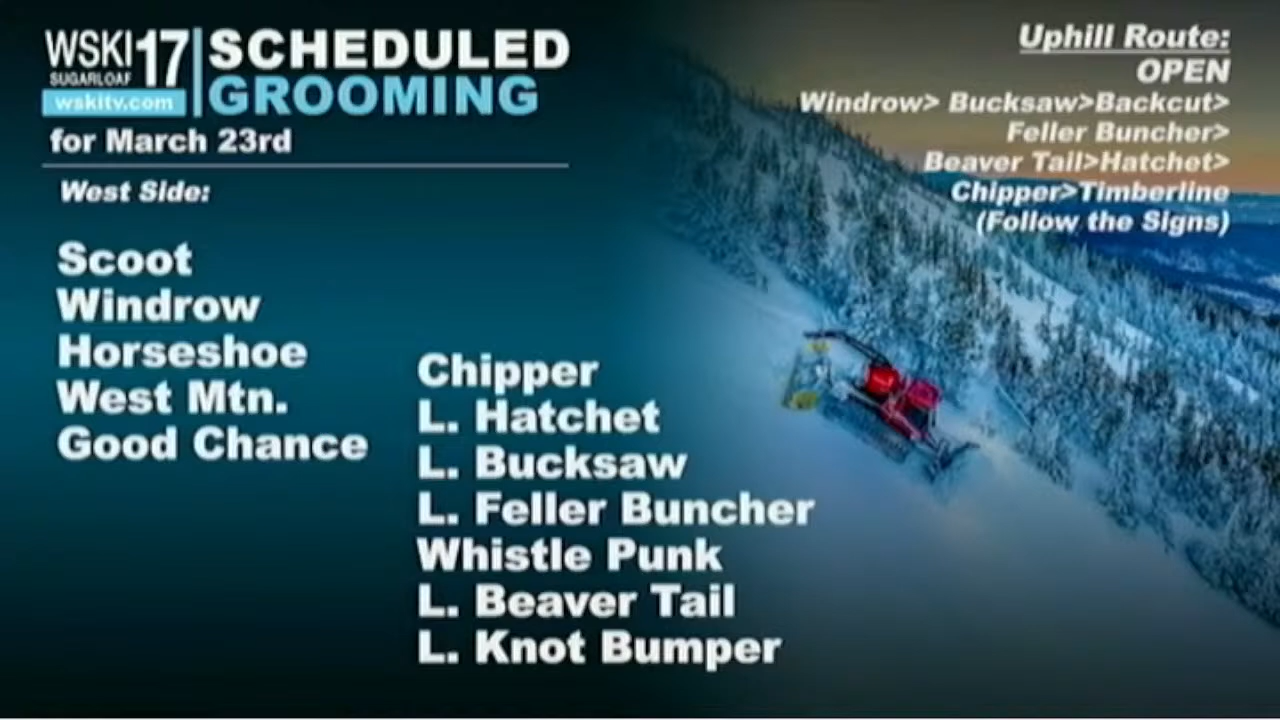 WSKI 17
SUGARLOAF
wskitv.com
SCHEDULED
GROOMING
for March 23rd
West Side:
Scoot
Windrow
Horseshoe
West Mtn.
Good Chance
Chipper
L. Hatchet
L. Bucksaw
L. Feller Buncher
Whistle Punk
L. Beaver Tail
L. Knot Bumper
Uphill Route:
OPEN
Windrow> Bucksaw>Backcut>
Feller Buncher>
Beaver Tail>Hatchet>
Chipper>Timberline
(Follow the Signs)